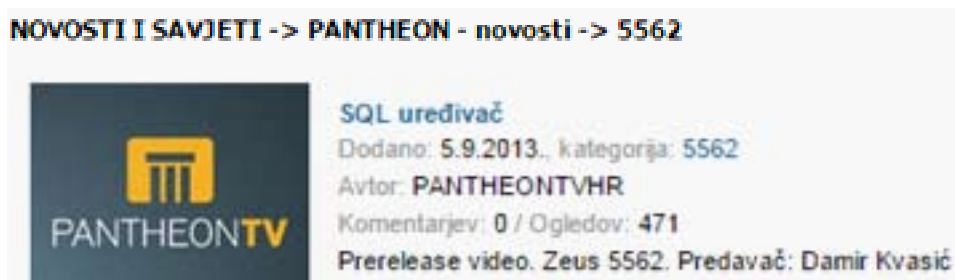 NOVOSTI I SAVJETI -> PANTHEON - novosti -> 5562
SQL uređivač
Dodano: 5.9.2013., kategorija: 5562
Avtor: PANTHEONTVHR
Komentarjev: 0 / Ogledov: 471
Prerelease video. Zeus 5562. Predavač: Damir Kvasić
PANTHEONTV